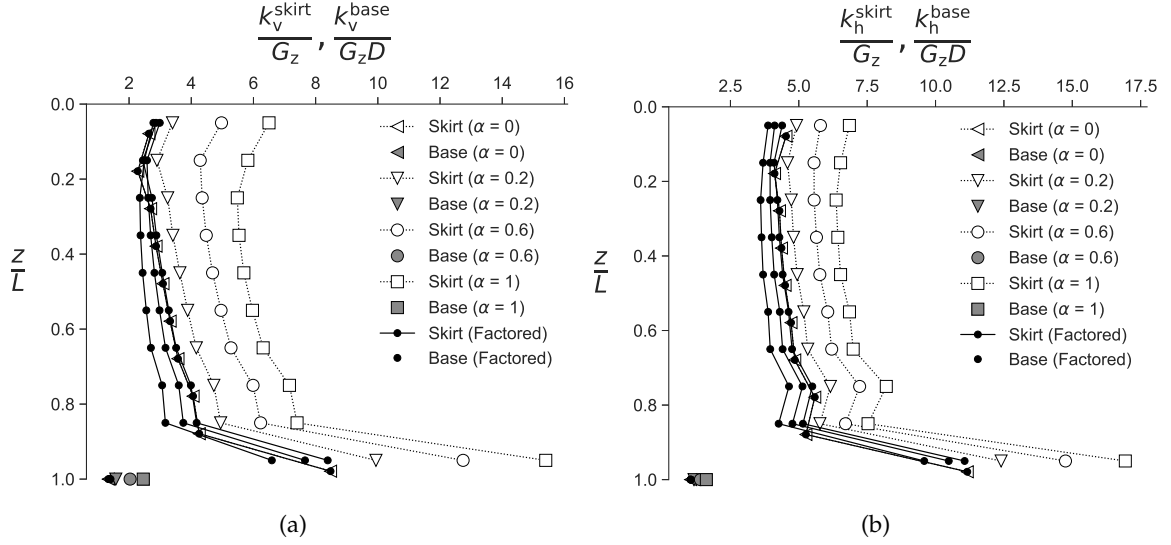 k_v^skirt / G_z , k_v^base / G_z D
2 4 6 8 10 12 14 16
0.0
0.2
0.4
0.6
0.8
1.0
z / L
Skirt (α = 0)
Base (α = 0)
Skirt (α = 0.2)
Base (α = 0.2)
Skirt (α = 0.6)
Base (α = 0.6)
Skirt (α = 1)
Base (α = 1)
Skirt (Factored)
Base (Factored)
(a)
k_h^skirt / G_z , k_h^base / G_z D
2.5 5.0 7.5 10.0 12.5 15.0 17.5
0.0
0.2
0.4
0.6
0.8
1.0
z / L
Skirt (α = 0)
Base (α = 0)
Skirt (α = 0.2)
Base (α = 0.2)
Skirt (α = 0.6)
Base (α = 0.6)
Skirt (α = 1)
Base (α = 1)
Skirt (Factored)
Base (Factored)
(b)